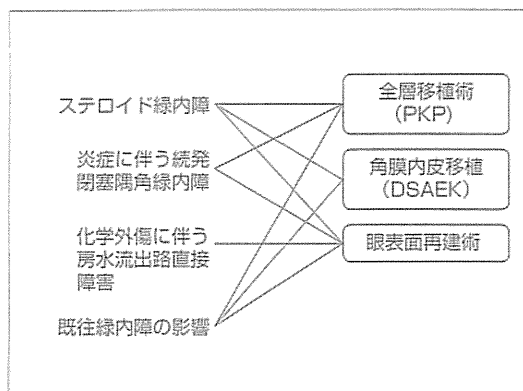 ステロイド緑内障
炎症に伴う続発
閉塞隅角緑内障
化学外傷に伴う
房水流出路直接
障害
既往緑内障の影響
全層移植術
(PKP)
角膜内皮移植
(DSAEK)
眼表面再建術